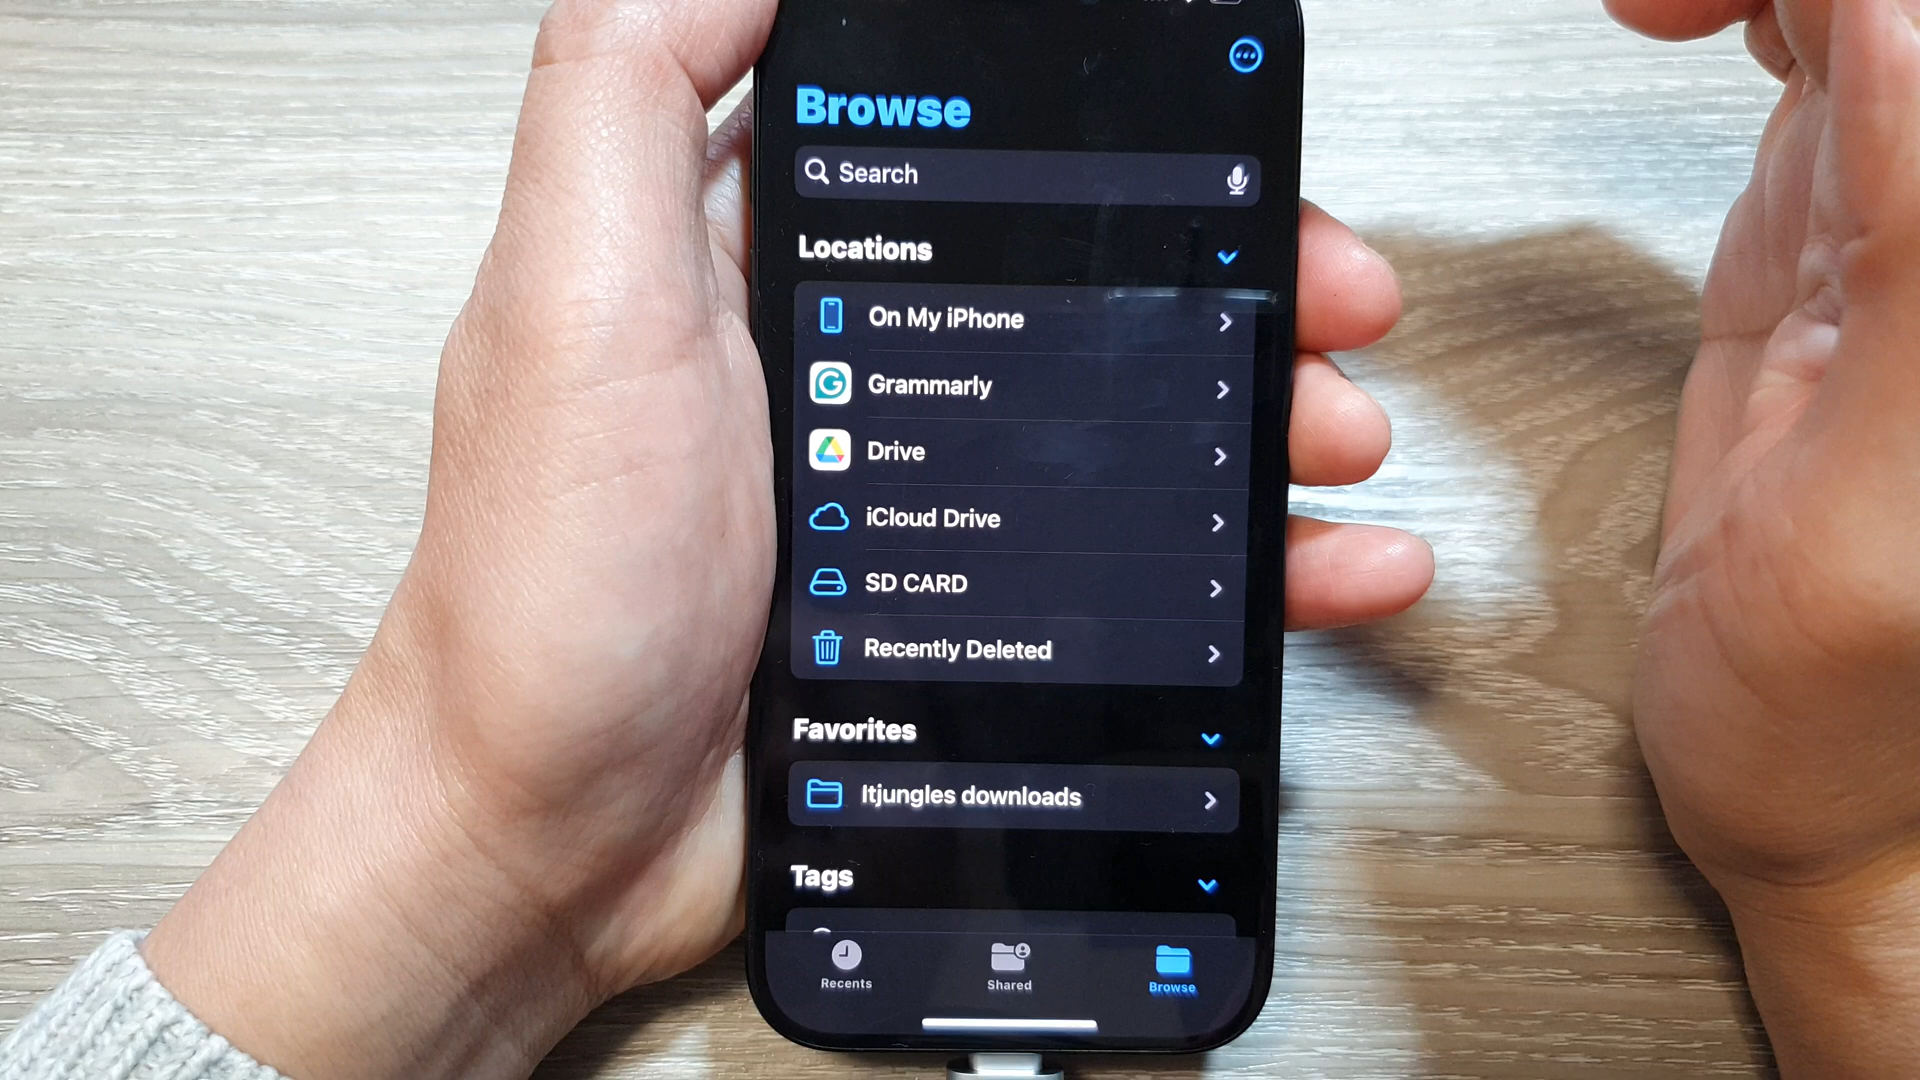 Browse
Search
Locations
On My iPhone
Grammarly
Drive
iCloud Drive
SD CARD
Recently Deleted
Favorites
Itjungles downloads
Tags
Recents
Shared
Browse